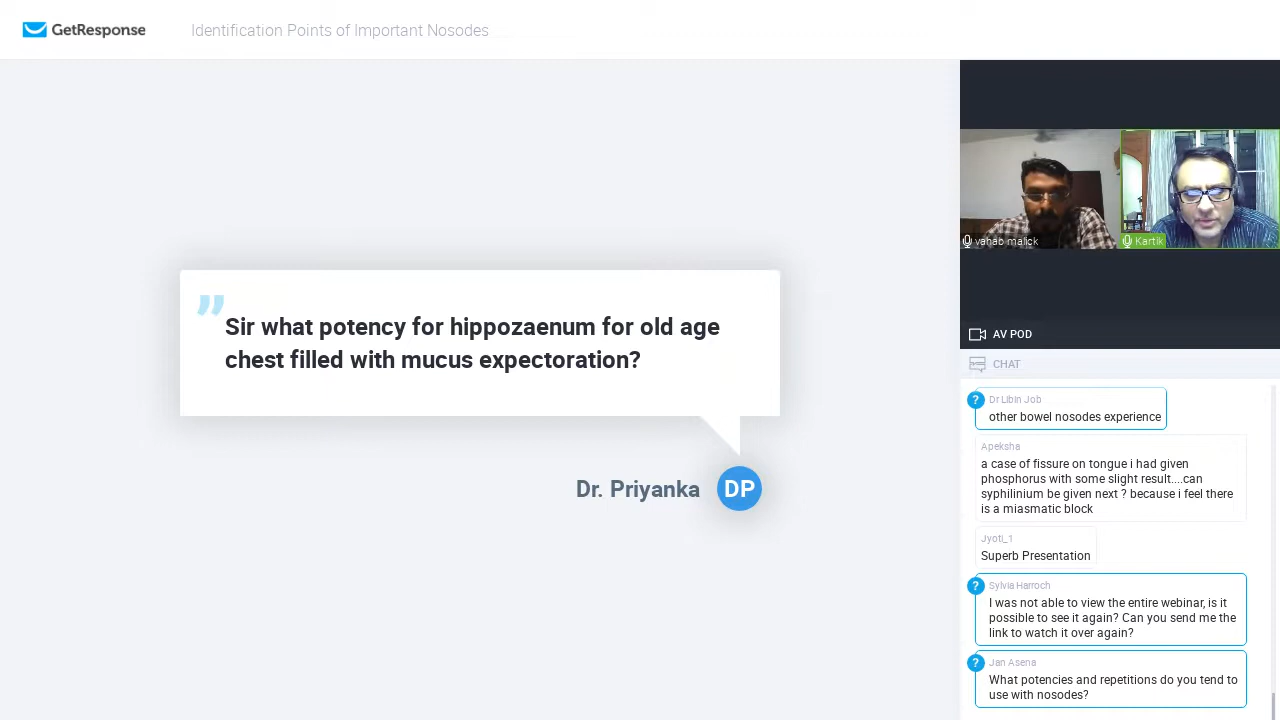 GetResponse
Identification Points of Important Nosodes
Sir what potency for hippozaenum for old age
chest filled with mucus expectoration?
Dr. Priyanka
DP
vahab malick
Kartik
AV POD
CHAT
?
Dr Libin Job
other bowel nosodes experience
Apeksha
a case of fissure on tongue i had given
phosphorus with some slight result....can
syphilinium be given next ? because i feel there
is a miasmatic block
Jyoti_1
Superb Presentation
?
Sylvia Harroch
I was not able to view the entire webinar, is it
possible to see it again? Can you send me the
link to watch it over again?
?
Jan Asena
What potencies and repetitions do you tend to
use with nosodes?